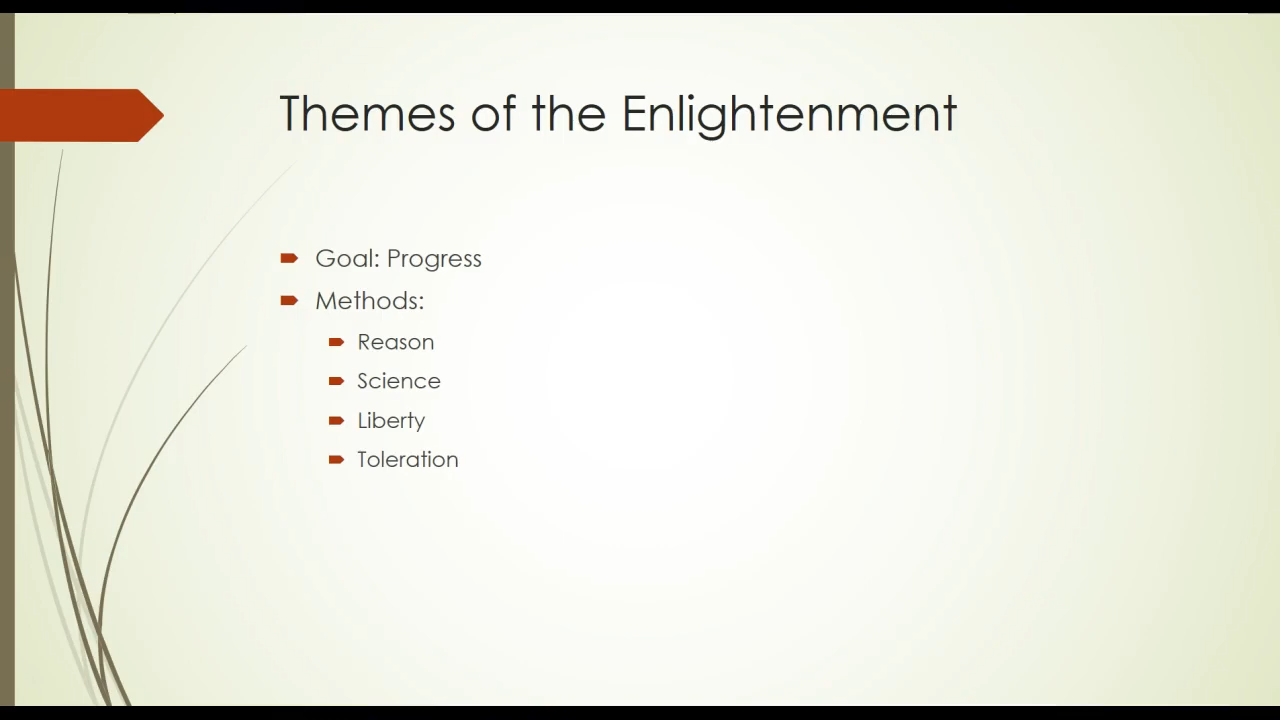 Themes of the Enlightenment
Goal: Progress
Methods:
Reason
Science
Liberty
Toleration